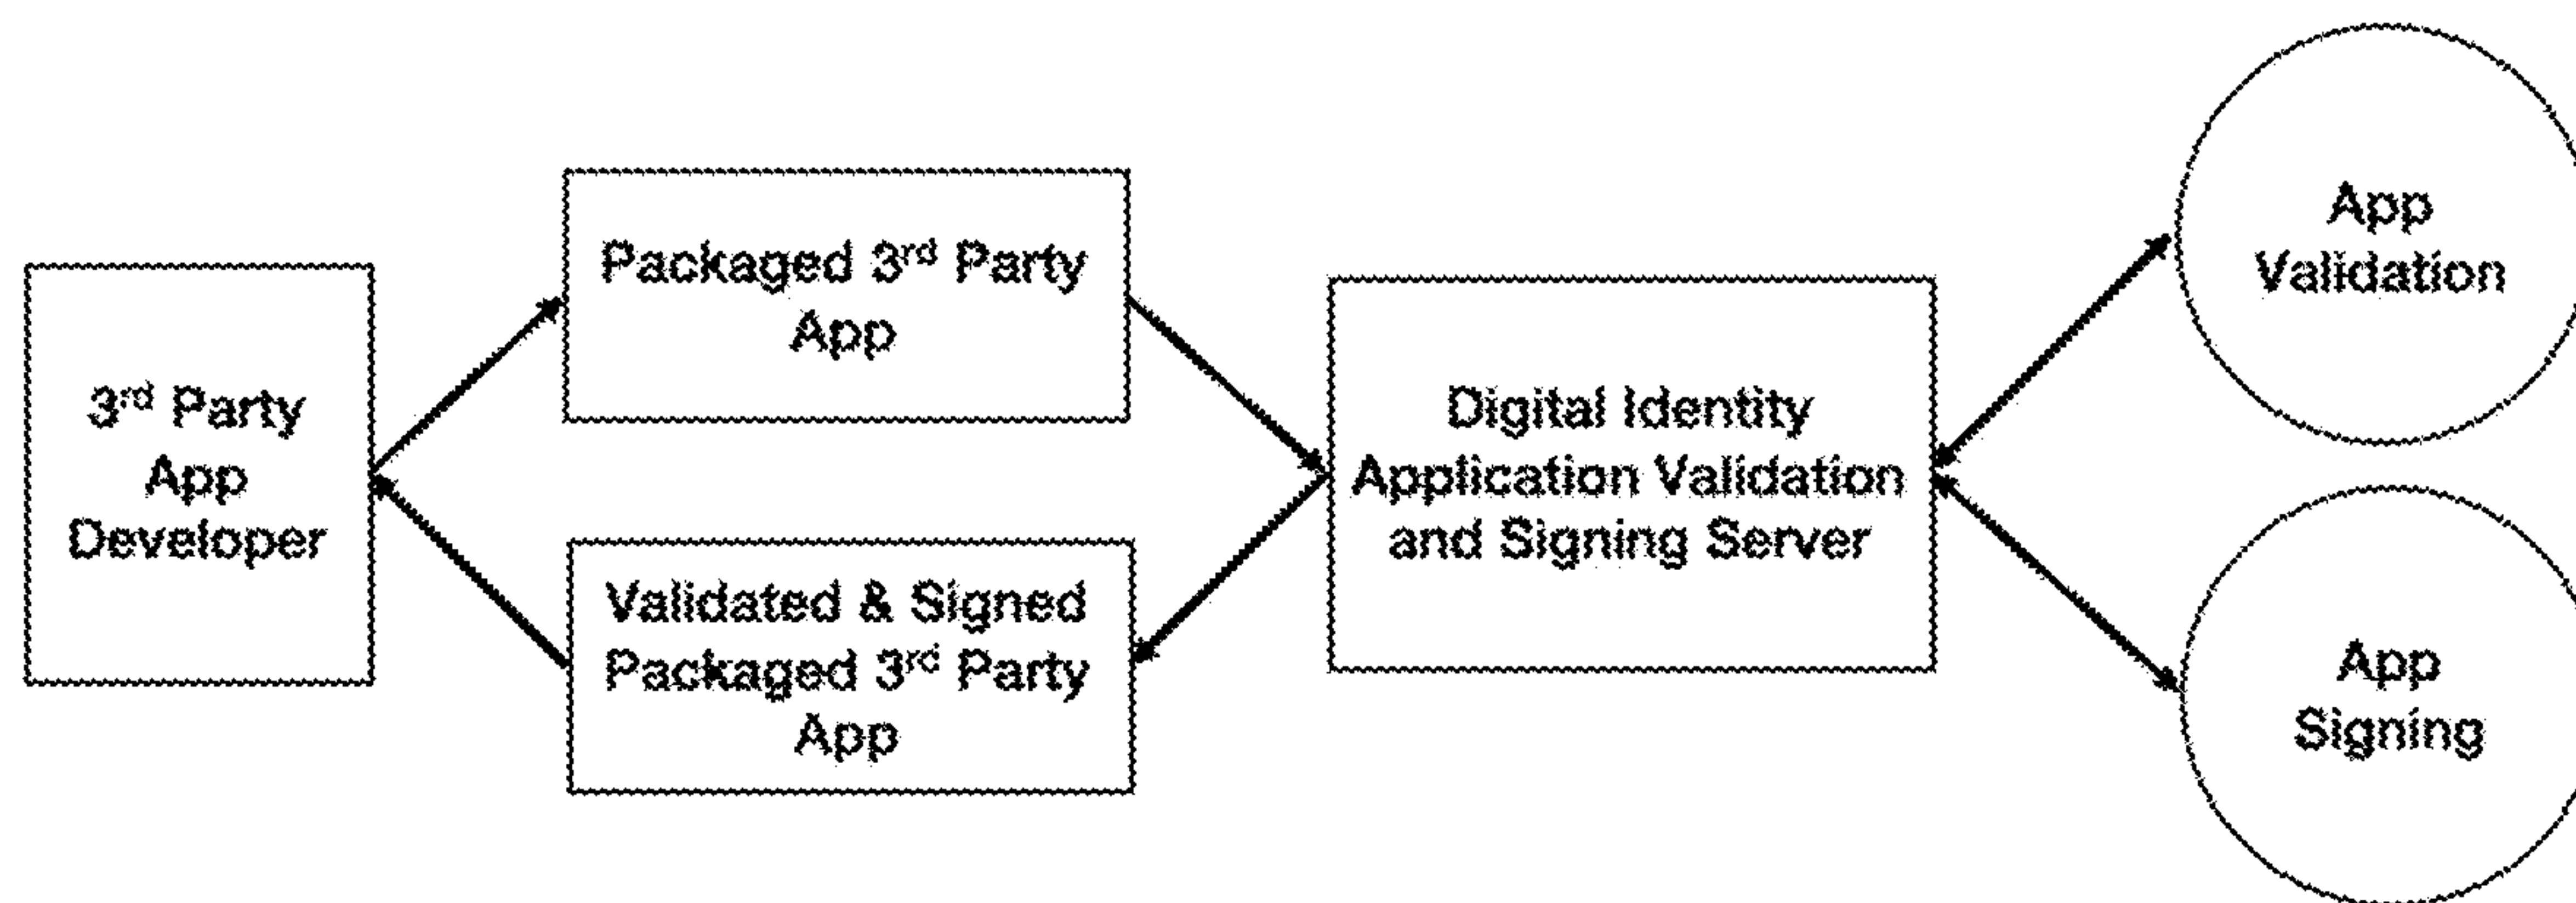 3rd Party
App
Developer
Packaged 3rd Party
App
Validated & Signed
Packaged 3rd Party
App
Digital Identity
Application Validation
and Signing Server
App
Validation
App
Signing